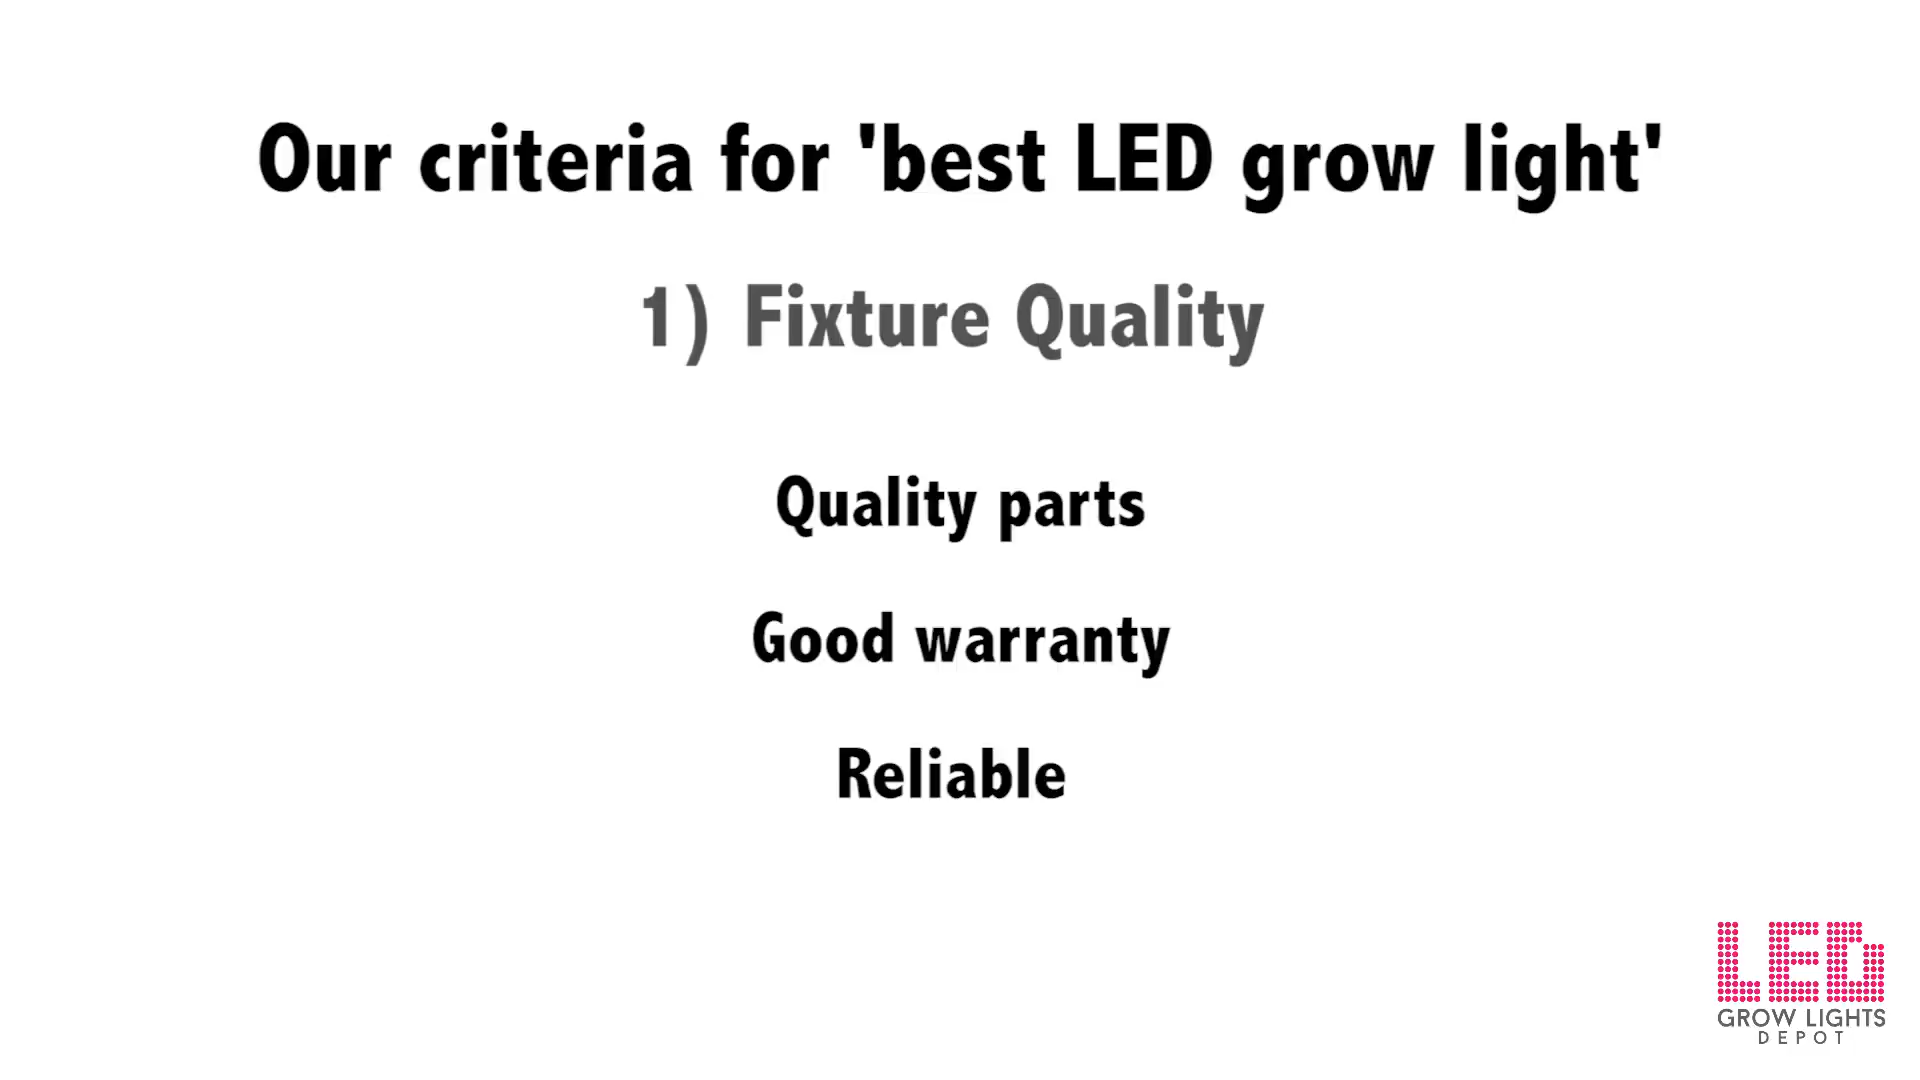 Our criteria for 'best LED grow light'
1) Fixture Quality
Quality parts
Good warranty
Reliable
LED
GROW LIGHTS
DEPOT